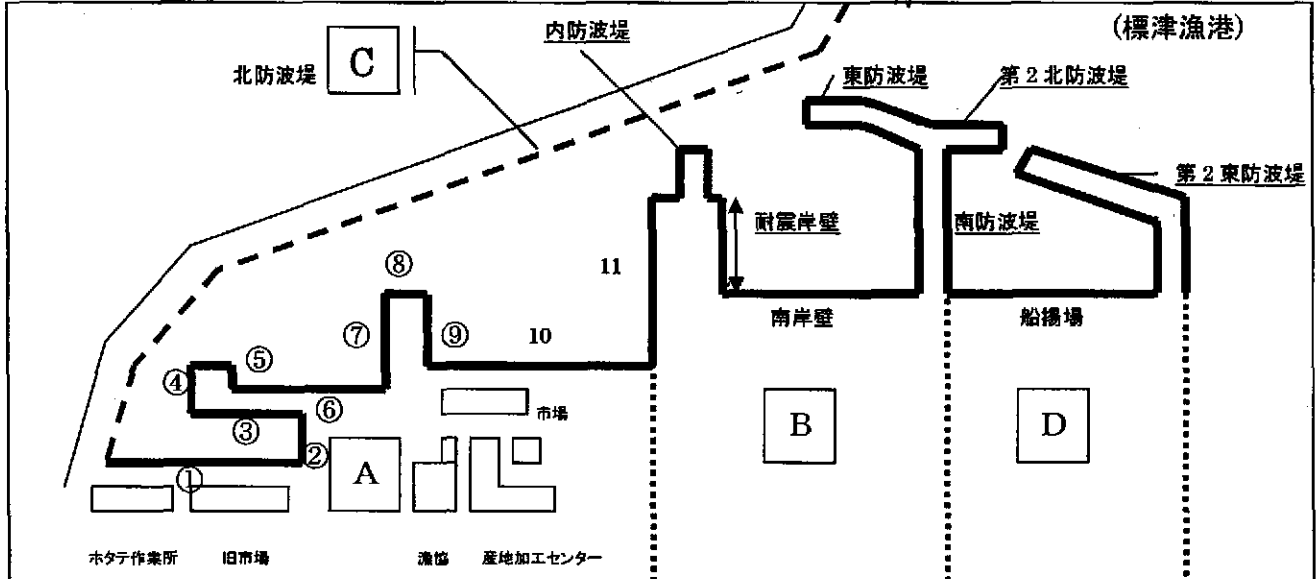 (標津漁港)
内防波堤
北防波堤
C
東防波堤
第2北防波堤
第2東防波堤
耐震岸壁
南防波堤
⑧
11
南岸壁
船揚場
⑦
⑨
10
⑤
④
⑥
市場
③
B
D
②
A
①
ホタテ作業所
旧市場
漁協
産地加工センター